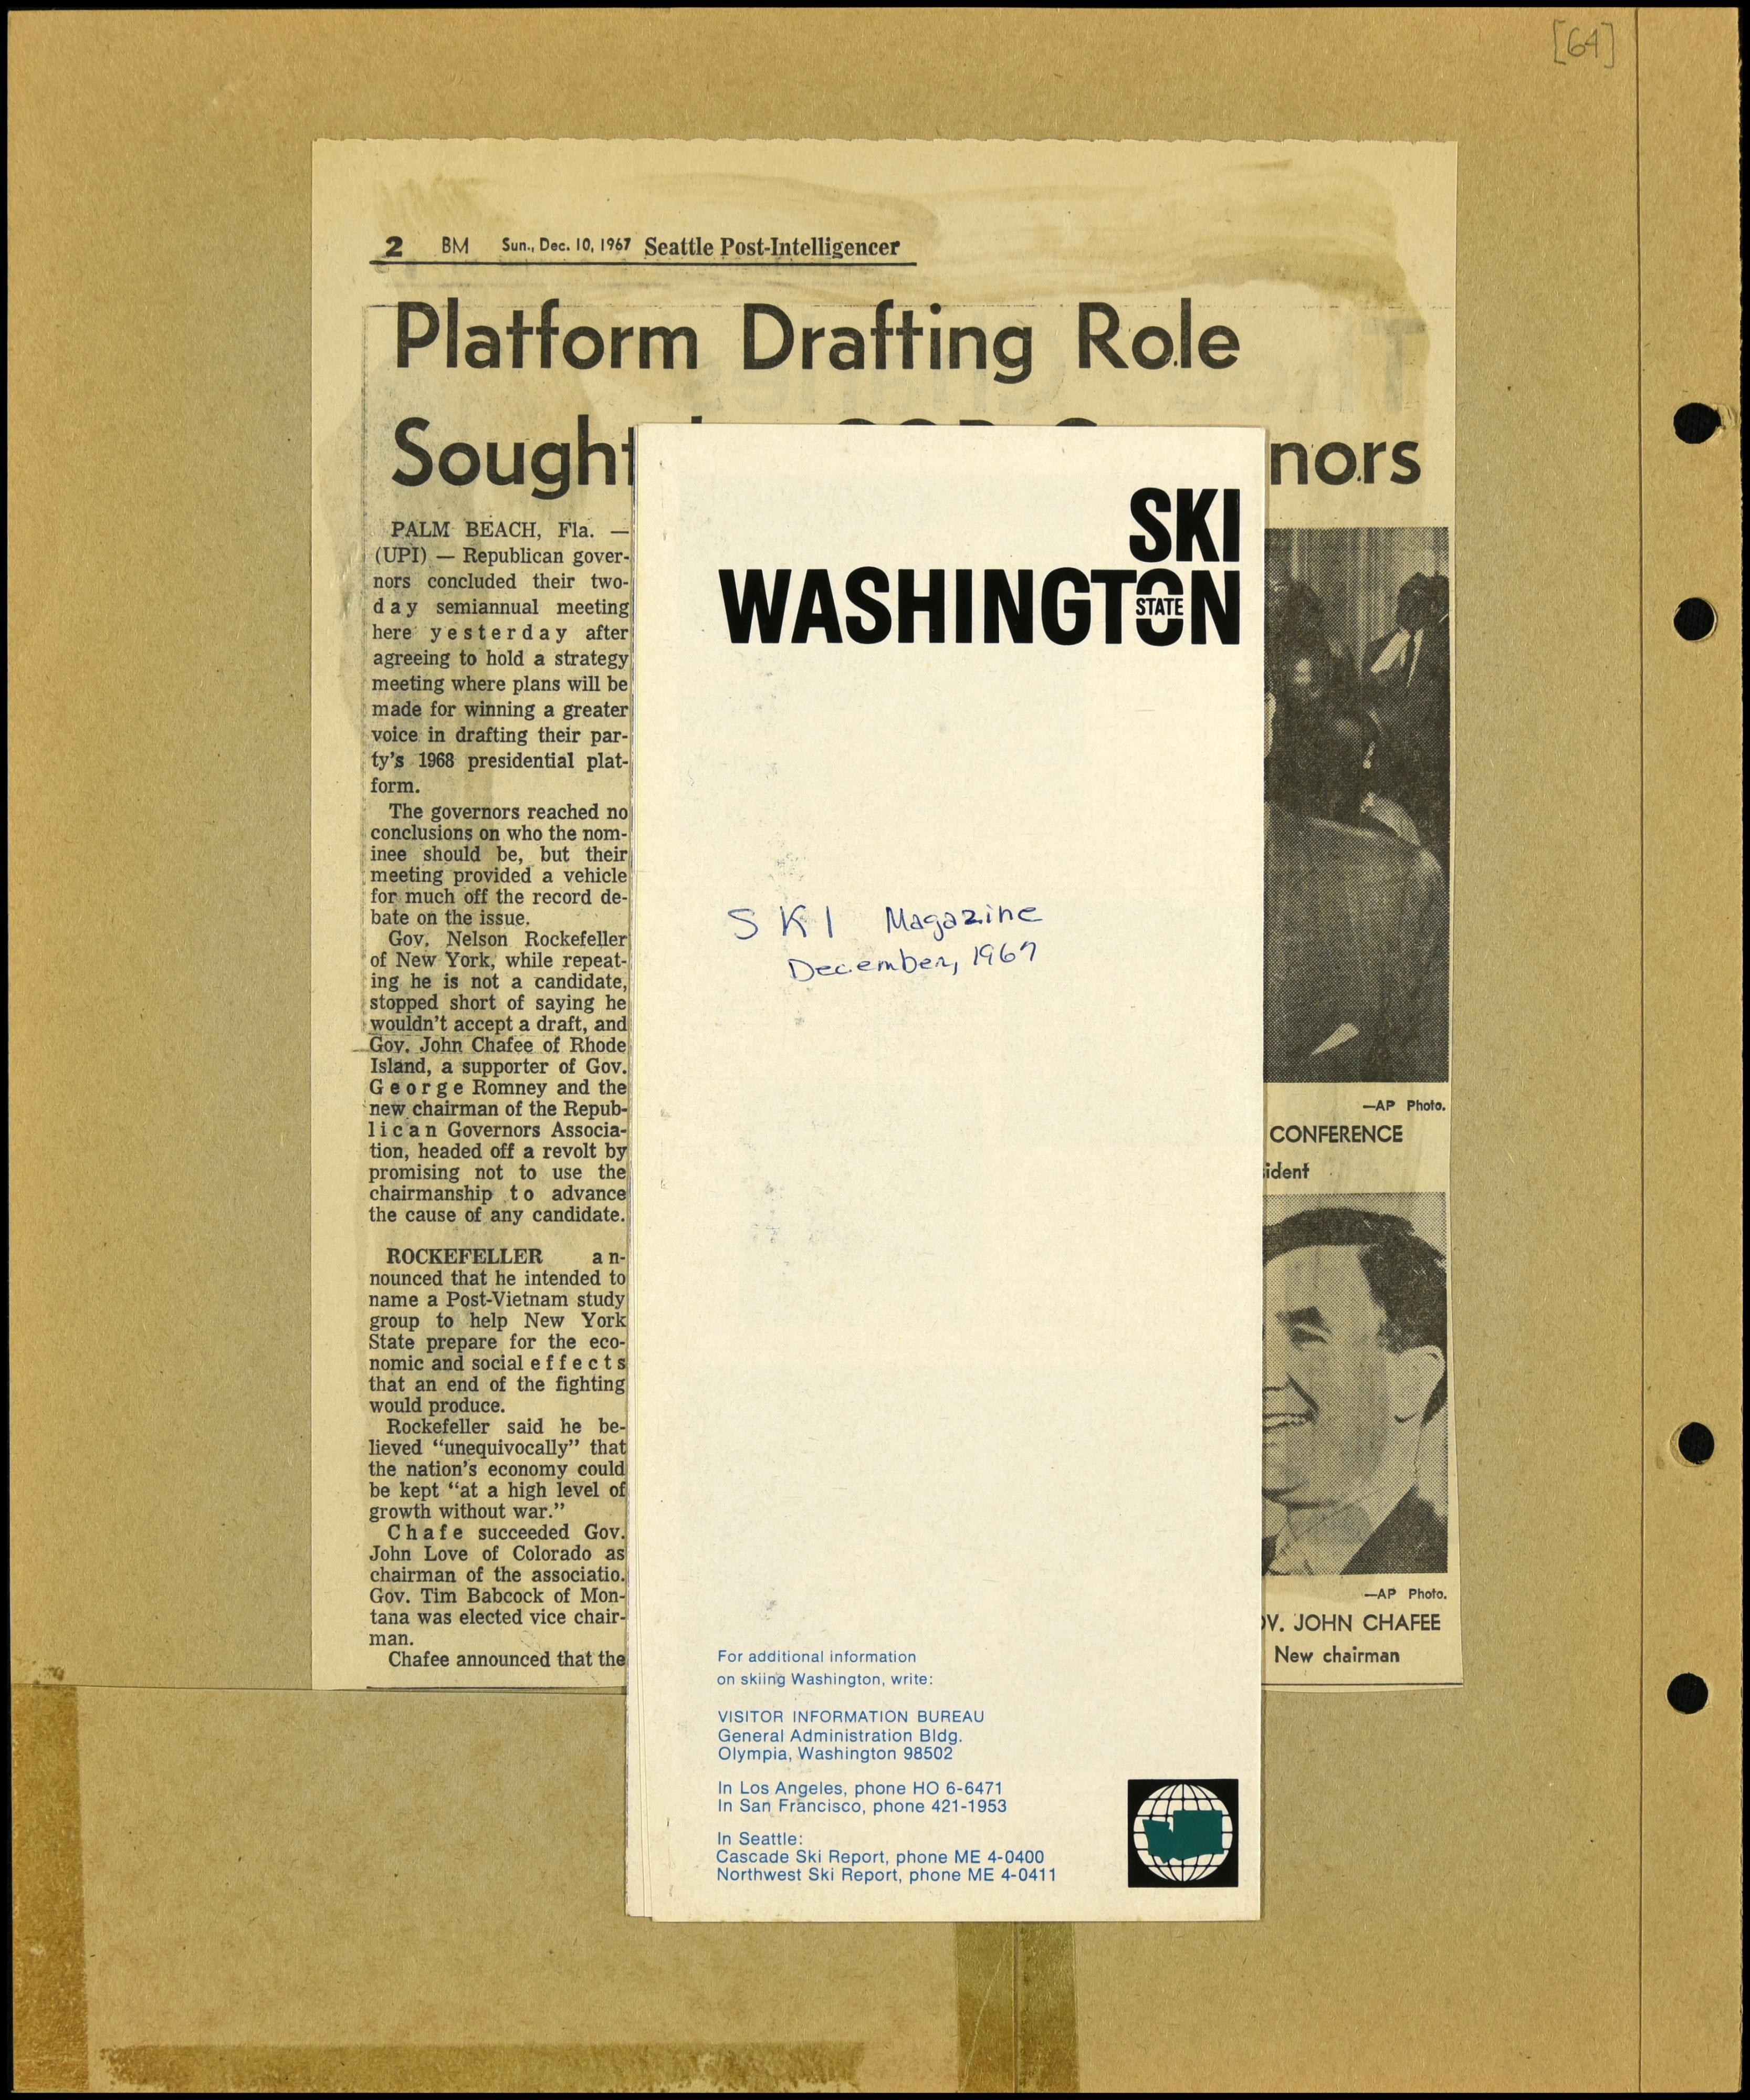 [64]
2 BM Sun., Dec. 10, 1967 Seattle Post-Intelligencer
Platform Drafting Role
Sought nors
PALM BEACH, Fla. —
(UPI) — Republican gover-
nors concluded their two-
day semiannual meeting
here yesterday after
agreeing to hold a strategy
meeting where plans will be
made for winning a greater
voice in drafting their par-
ty's 1968 presidential plat-
form.
The governors reached no
conclusions on who the nom-
inee should be, but their
meeting provided a vehicle
for much off the record de-
bate on the issue.
Gov. Nelson Rockefeller
of New York, while repeat-
ing he is not a candidate,
stopped short of saying he
wouldn't accept a draft, and
Gov. John Chafee of Rhode
Island, a supporter of Gov.
George Romney and the
new chairman of the Repub-
lican Governors Associa-
tion, headed off a revolt by
promising not to use the
chairmanship to advance
the cause of any candidate.
ROCKEFELLER an-
nounced that he intended to
name a Post-Vietnam study
group to help New York
State prepare for the eco-
nomic and social effects
that an end of the fighting
would produce.
Rockefeller said he be-
lieved "unequivocally" that
the nation's economy could
be kept "at a high level of
growth without war."
Chafe succeeded Gov.
John Love of Colorado as
chairman of the associatio.
Gov. Tim Babcock of Mon-
tana was elected vice chair-
man.
Chafee announced that the
SKI
WASHINGTON
STATE
SKI Magazine
December, 1967
For additional information
on skiing Washington, write:
VISITOR INFORMATION BUREAU
General Administration Bldg.
Olympia, Washington 98502
In Los Angeles, phone HO 6-6471
In San Francisco, phone 421-1953
In Seattle:
Cascade Ski Report, phone ME 4-0400
Northwest Ski Report, phone ME 4-0411
—AP Photo.
CONFERENCE
ident
—AP Photo.
OV. JOHN CHAFEE
New chairman